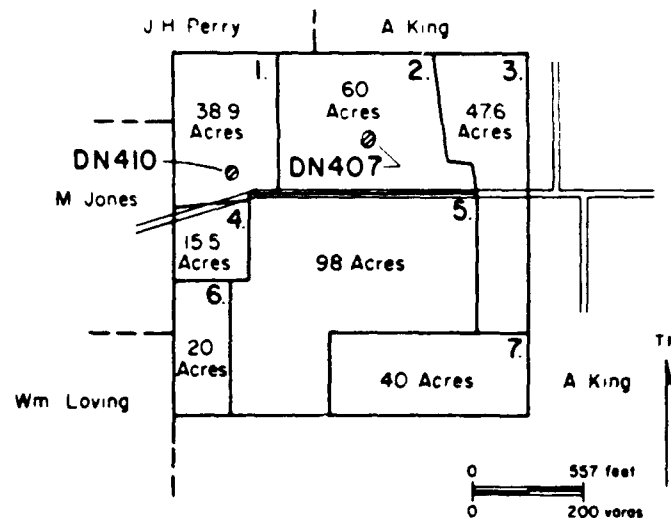 J H Perry
A King
1.
2.
3.
38.9
Acres
60
Acres
47.6
Acres
DN410
DN407
M Jones
4.
5.
15.5
Acres
98 Acres
6.
20
Acres
7.
40 Acres
Wm Loving
A King
0 557 feet
0 200 varas